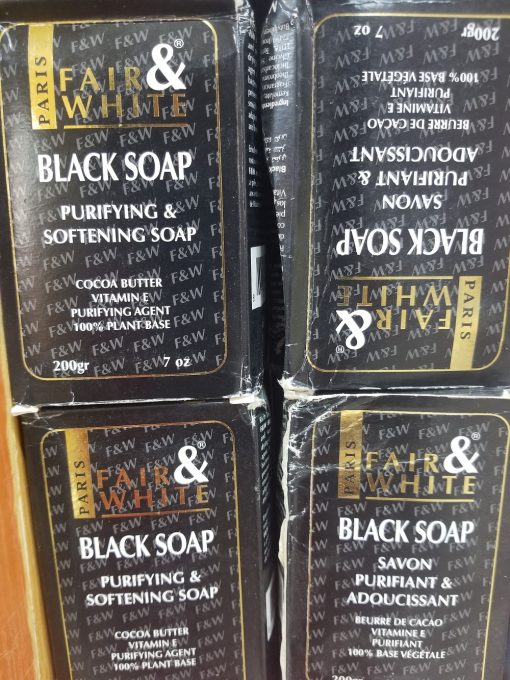 PARIS
FAIR &®
WHITE
BLACK SOAP
PURIFYING &
SOFTENING SOAP
COCOA BUTTER
VITAMIN E
PURIFYING AGENT
100% PLANT BASE
200gr 7 oz
PARIS
FAIR &®
WHITE
BLACK SOAP
SAVON
PURIFIANT &
ADOUCISSANT
BEURRE DE CACAO
VITAMINE E
PURIFIANT
100% BASE VÉGÉTALE
200gr 7 oz
PARIS
FAIR &®
WHITE
BLACK SOAP
PURIFYING &
SOFTENING SOAP
COCOA BUTTER
VITAMIN E
PURIFYING AGENT
100% PLANT BASE
PARIS
FAIR &®
WHITE
BLACK SOAP
SAVON
PURIFIANT &
ADOUCISSANT
BEURRE DE CACAO
VITAMINE E
PURIFIANT
100% BASE VÉGÉTALE
200gr